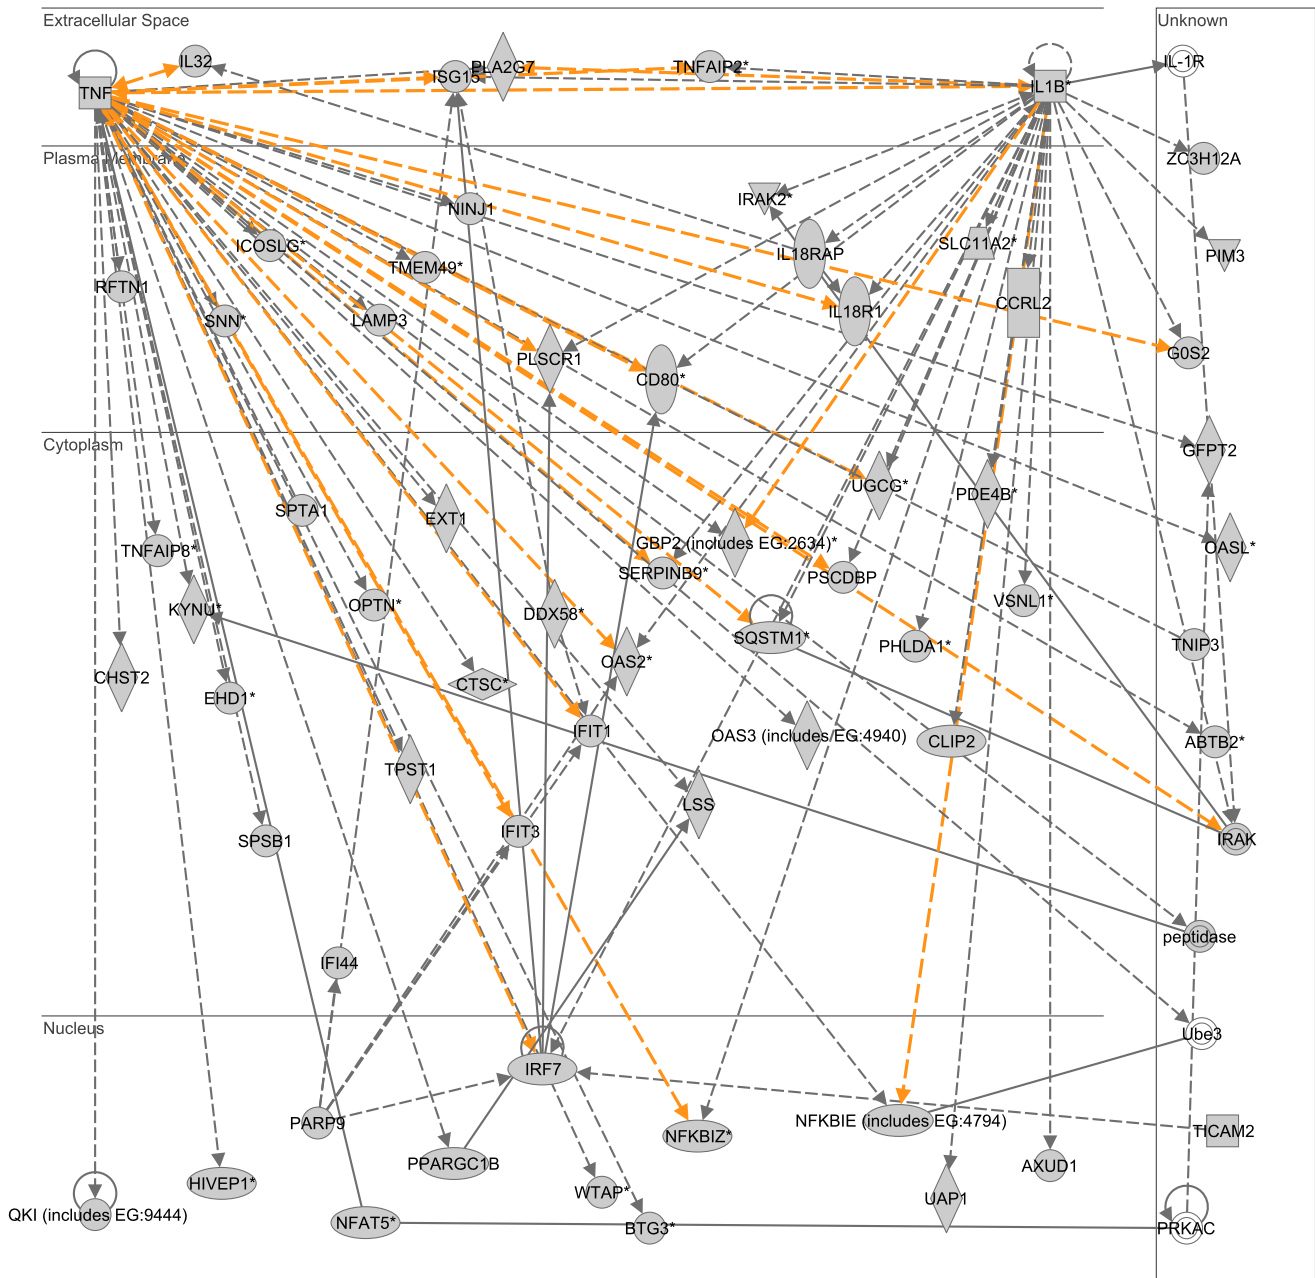 Extracellular Space
Unknown
IL32
ISG15
PLA2G7
TNFAIP2*
IL-1R
TNF
IL1B*
Plasma Membrane
ZC3H12A
IRAK2*
NINJ1
ICOSLG*
TMEM49*
IL18RAP
SLC11A2*
PIM3
RFTN1
SNN*
LAMP3
IL18R1
CCRL2
PLSCR1
CD80*
G0S2
Cytoplasm
GFPT2
UGCG*
PDE4B*
SPTA1
EXT1
TNFAIP8*
GBP2 (includes EG:2634)*
OASL*
SERPINB9*
PSCDBP
KYNU*
OPTN*
DDX58*
VSNL1*
SQSTM1*
PHLDA1*
TNIP3
OAS2*
CHST2
CTSC*
EHD1*
IFIT1
OAS3 (includes EG:4940)
CLIP2
ABTB2*
TPST1
LSS
SPSB1
IFIT3
IRAK
peptidase
IFI44
Nucleus
Ube3
IRF7
PARP9
NFKBIZ*
NFKBIE (includes EG:4794)
TICAM2
PPARGC1B
AXUD1
HIVEP1*
WTAP*
UAP1
QKI (includes EG:9444)
NFAT5*
BTG3*
PRKAC